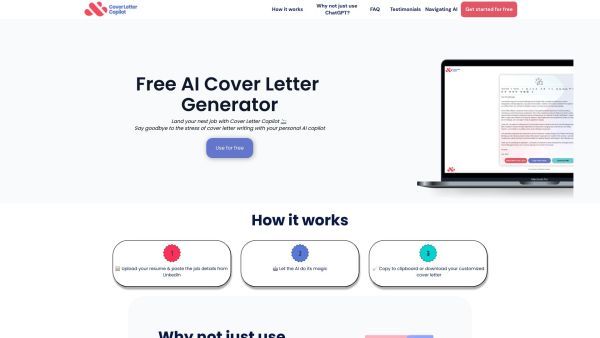 CoverLetter
Copilot
How it works
Why not just use
ChatGPT?
FAQ
Testimonials
Navigating AI
Get started for free
Free AI Cover Letter
Generator
Land your nest job with Cover Letter Copilot
Say goodbye to the stress of cover letter writing with your personal AI copilot
Use for free
How it works
1
Upload your resume & paste the job details from
LinkedIn
2
Let the AI do its magic
3
Copy to clipboard or download your customized
cover letter
Why not just use